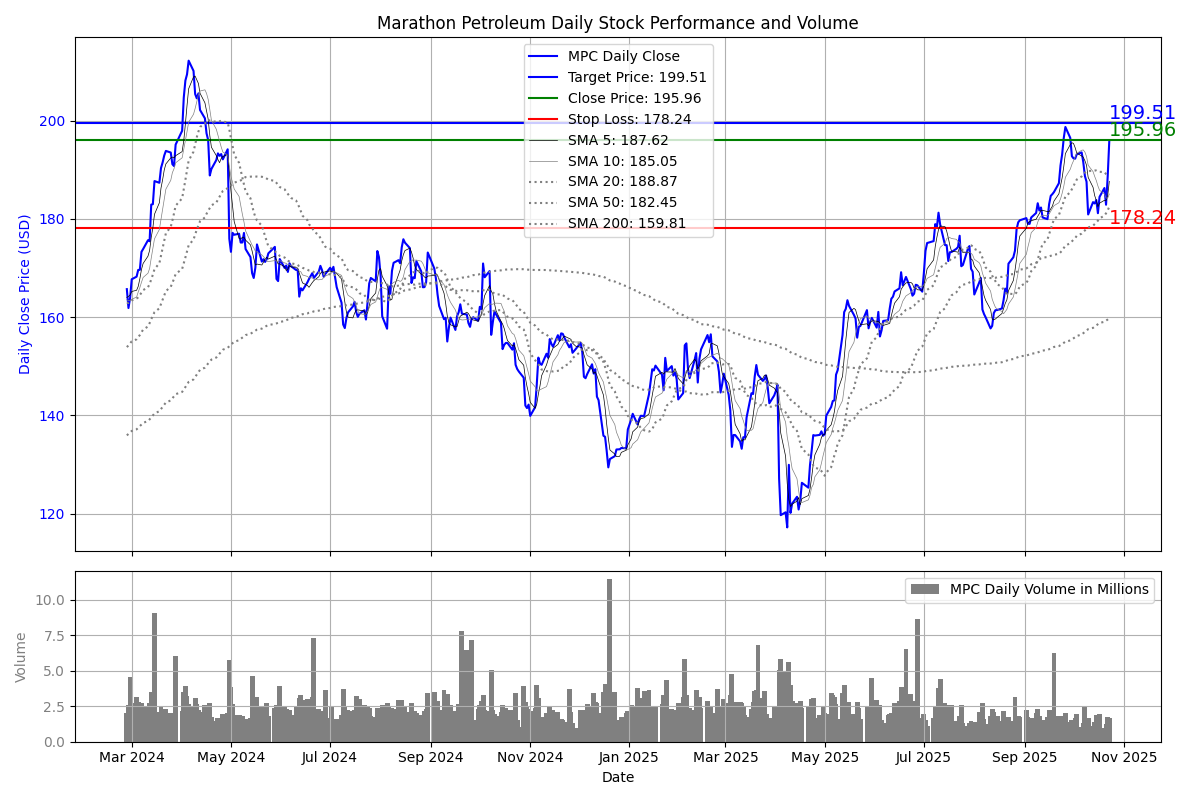 Marathon Petroleum Daily Stock Performance and Volume
MPC Daily Close
Target Price: 199.51
Close Price: 195.96
Stop Loss: 178.24
SMA 5: 187.62
SMA 10: 185.05
SMA 20: 188.87
SMA 50: 182.45
SMA 200: 159.81
199.51
195.96
178.24
Daily Close Price (USD)
200
180
160
140
120
MPC Daily Volume in Millions
Volume
10.0
7.5
5.0
2.5
0.0
Mar 2024 May 2024 Jul 2024 Sep 2024 Nov 2024 Jan 2025 Mar 2025 May 2025 Jul 2025 Sep 2025 Nov 2025
Date